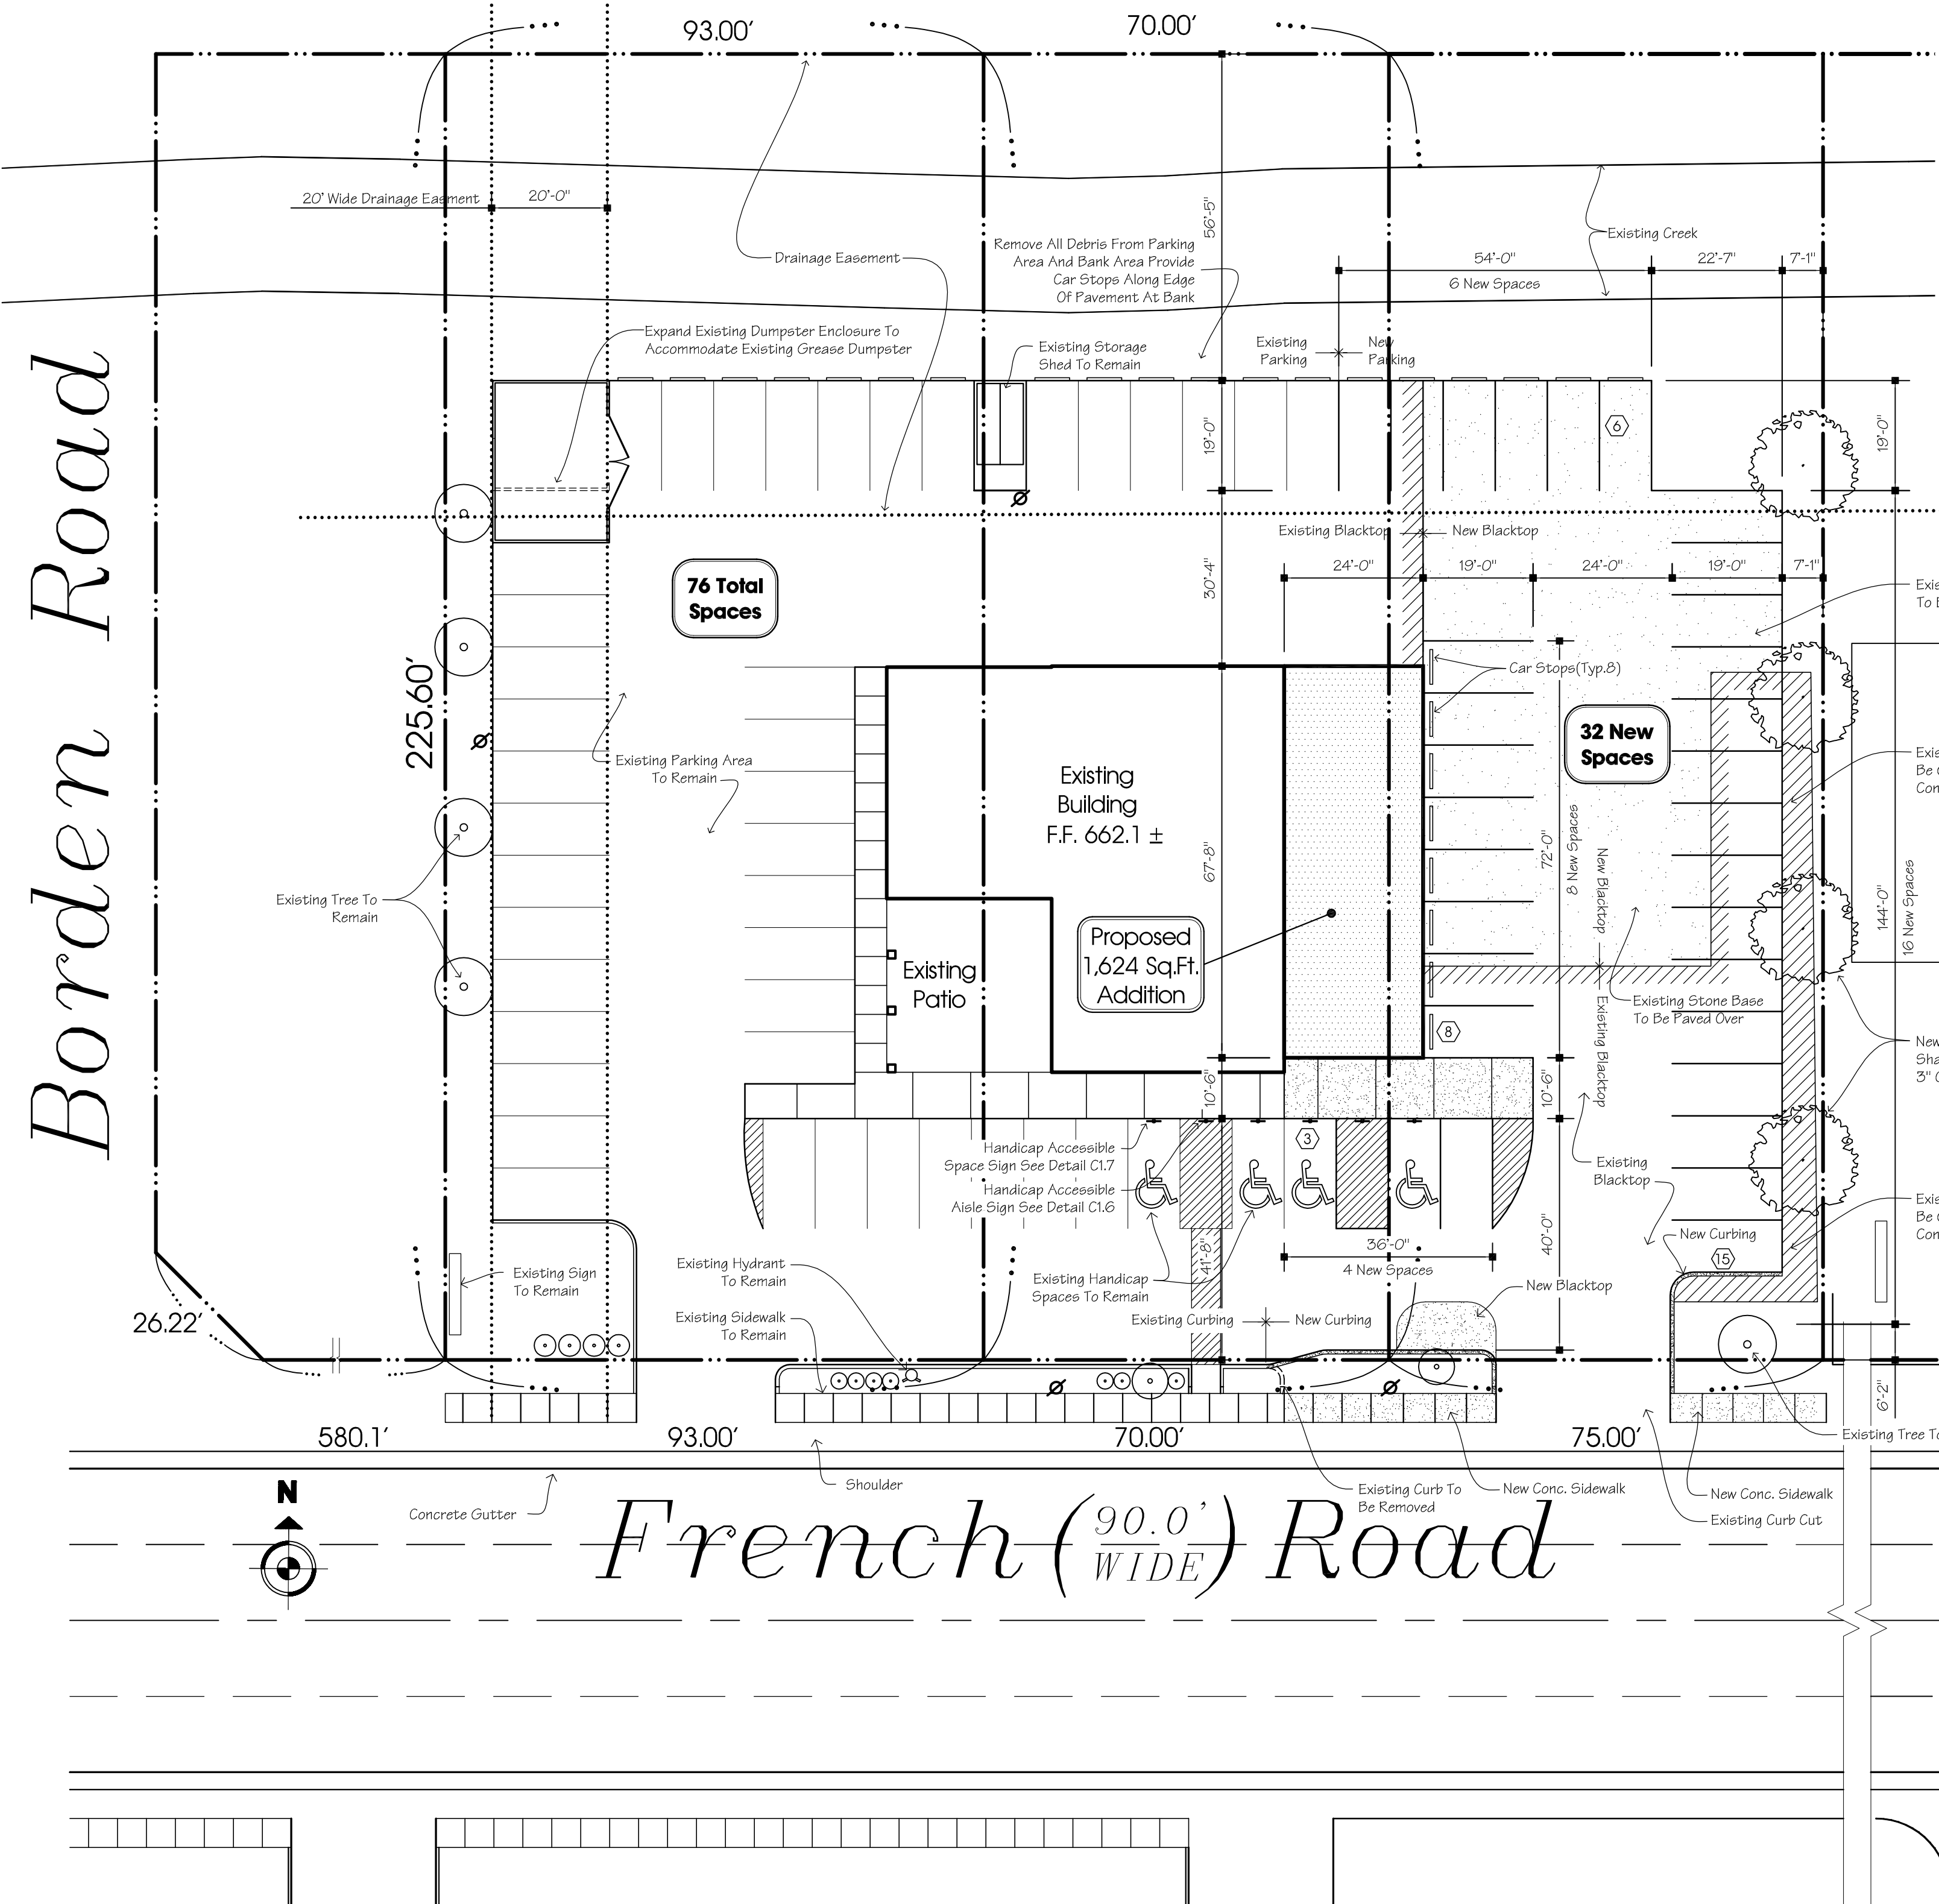 93.00'
70.00'
20' Wide Drainage Easment
20'-0"
56'-5"
Drainage Easement
Remove All Debris From Parking
Area And Bank Area Provide
Car Stops Along Edge
Of Pavement At Bank
Existing Creek
54'-0"
22'-7"
7'-1"
6 New Spaces
Expand Existing Dumpster Enclosure To
Accommodate Existing Grease Dumpster
Existing Storage
Shed To Remain
Existing
Parking
New
Parking
19'-0"
6
19'-0"
Existing Blacktop
New Blacktop
24'-0"
19'-0"
24'-0"
19'-0"
7'-1"
30'-4"
76 Total
Spaces
Borden Road
225.60'
Car Stops(Typ.8)
32 New
Spaces
Existing Parking Area
To Remain
Existing
Building
F.F. 662.1 ±
67'-8"
72'-0"
8 New Spaces
New Blacktop
Existing Blacktop
144'-0"
16 New Spaces
Existing Tree To
Remain
Proposed
1,624 Sq.Ft.
Addition
Existing
Patio
Existing Stone Base
To Be Paved Over
8
New
3"
10'-6"
10'-6"
Handicap Accessible
Space Sign See Detail C1.7
Handicap Accessible
Aisle Sign See Detail C1.6
3
Existing
Blacktop
40'-0"
41'-8"
36'-0"
4 New Spaces
New Curbing
15
Existing Sign
To Remain
Existing Hydrant
To Remain
Existing Handicap
Spaces To Remain
New Blacktop
Existing Sidewalk
To Remain
Existing Curbing
New Curbing
26.22'
580.1'
93.00'
70.00'
75.00'
6'-2"
Existing Tree
N
Concrete Gutter
Shoulder
Existing Curb To
Be Removed
New Conc. Sidewalk
New Conc. Sidewalk
Existing Curb Cut
French (90.0' WIDE) Road